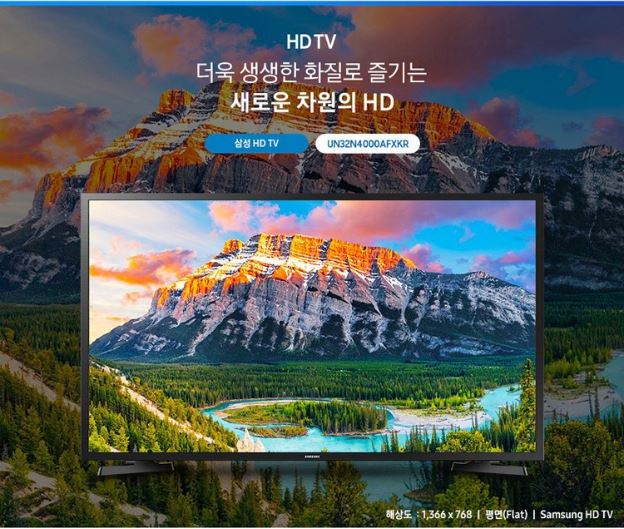 HD TV
더욱 생생한 화질로 즐기는
새로운 차원의 HD
삼성 HD TV
UN32N4000AFXKR
SAMSUNG
해상도 : 1,366 x 768 | 평면(Flat) | Samsung HD TV